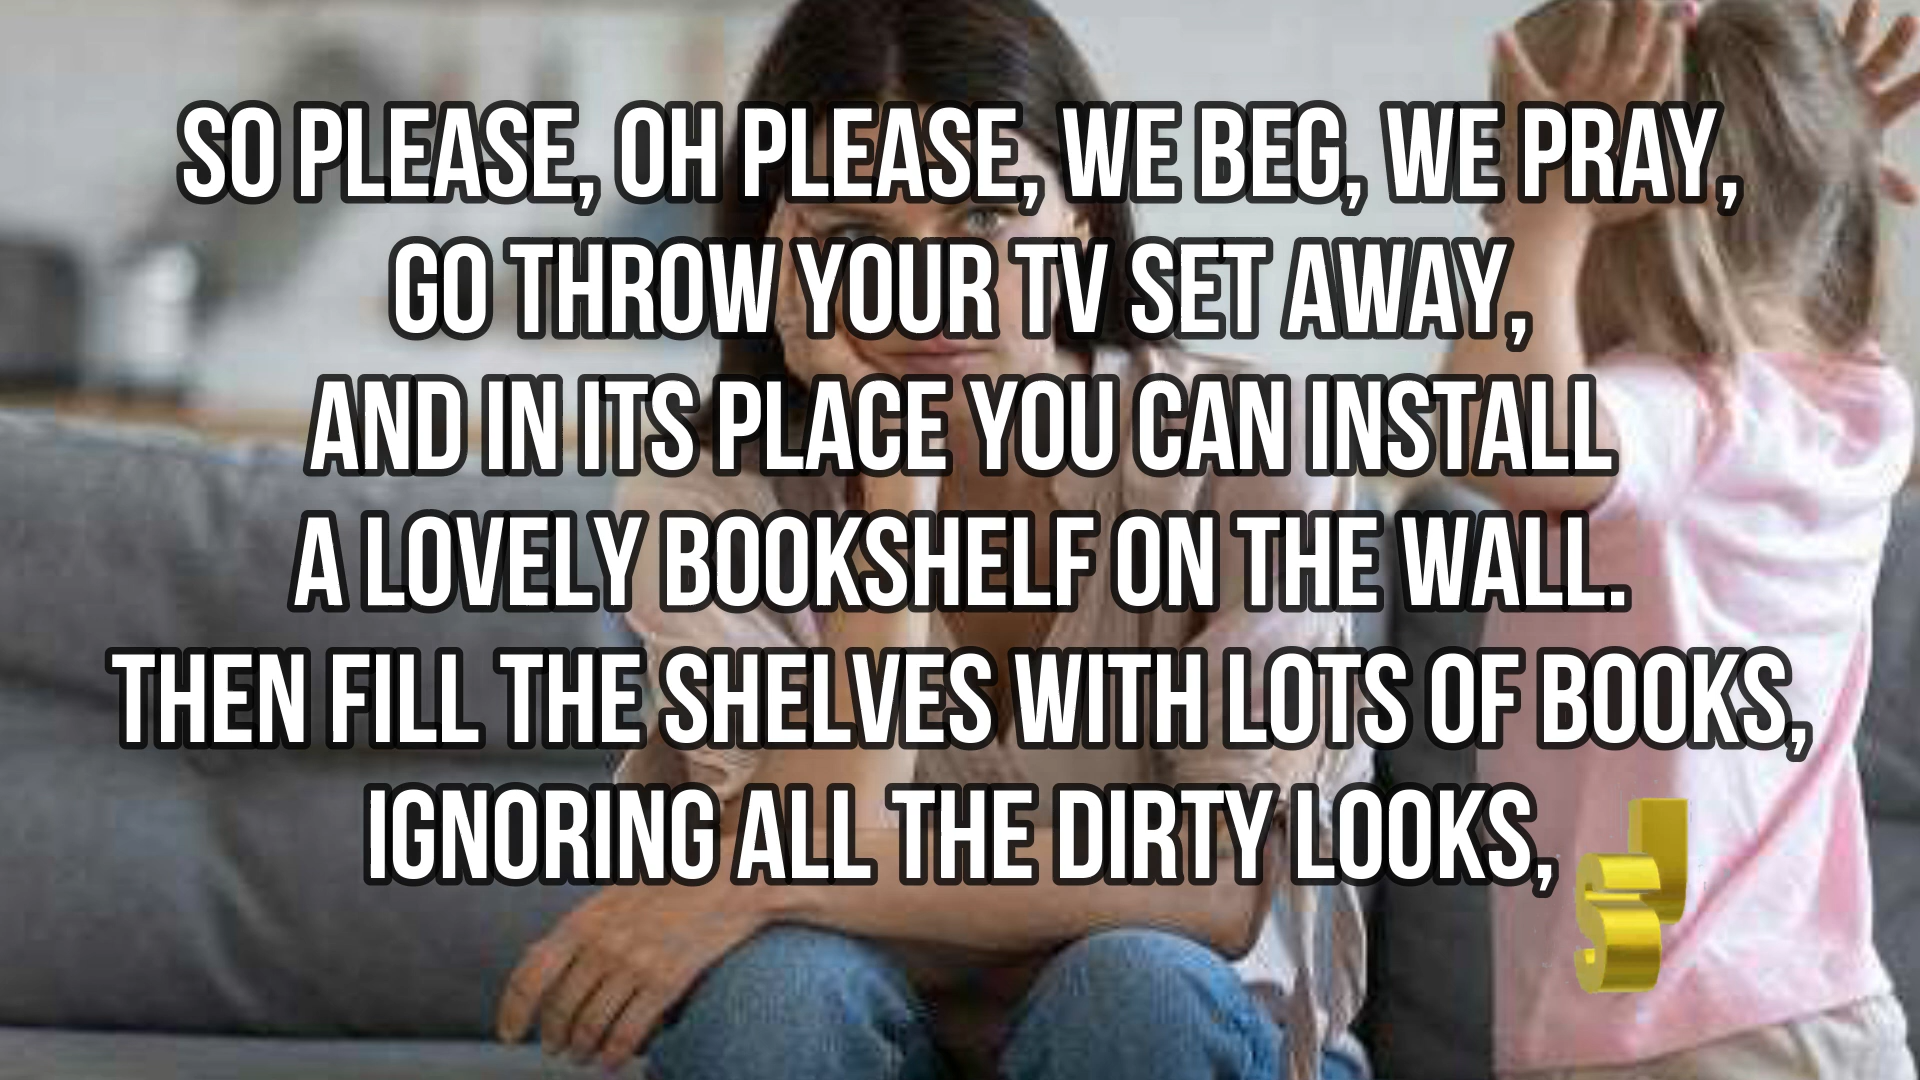 SO PLEASE, OH PLEASE, WE BEG, WE PRAY,
GO THROW YOUR TV SET AWAY,
AND IN ITS PLACE YOU CAN INSTALL
A LOVELY BOOKSHELF ON THE WALL.
THEN FILL THE SHELVES WITH LOTS OF BOOKS,
IGNORING ALL THE DIRTY LOOKS,
SJ